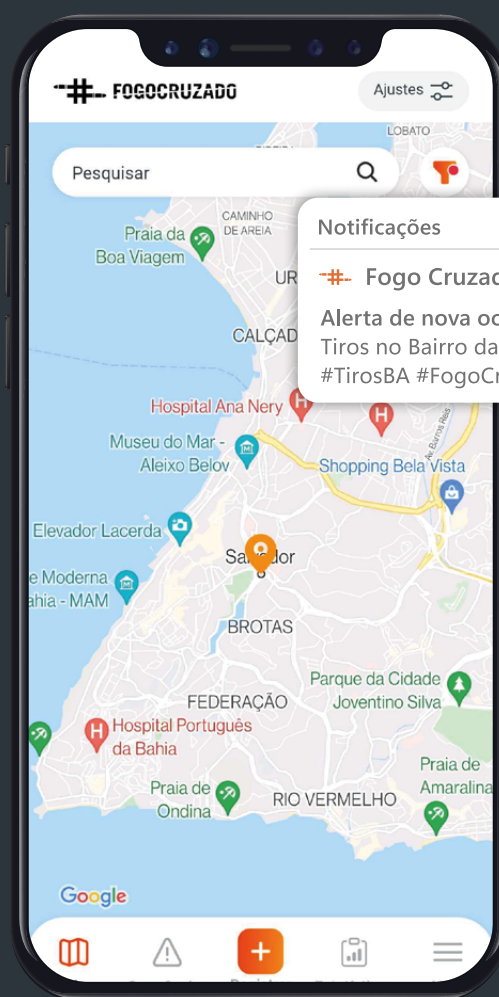 FOGOCRUZADO
Ajustes
LOBATO
Pesquisar
CAMINHO
DE AREIA
Praia da
Boa Viagem
Notificações
UR
Fogo Cruzad
Alerta de nova oc
Tiros no Bairro da
#TirosBA #FogoCr
CALÇAD
Hospital Ana Nery
Av. Barros Reis
Museu do Mar -
Aleixo Belov
Shopping Bela Vista
Elevador Lacerda
Salvador
e Moderna
ahia - MAM
BROTAS
Parque da Cidade
Joventino Silva
FEDERAÇÃO
Hospital Português
da Bahia
Praia de
Amaralina
Praia de
Ondina
RIO VERMELHO
Google